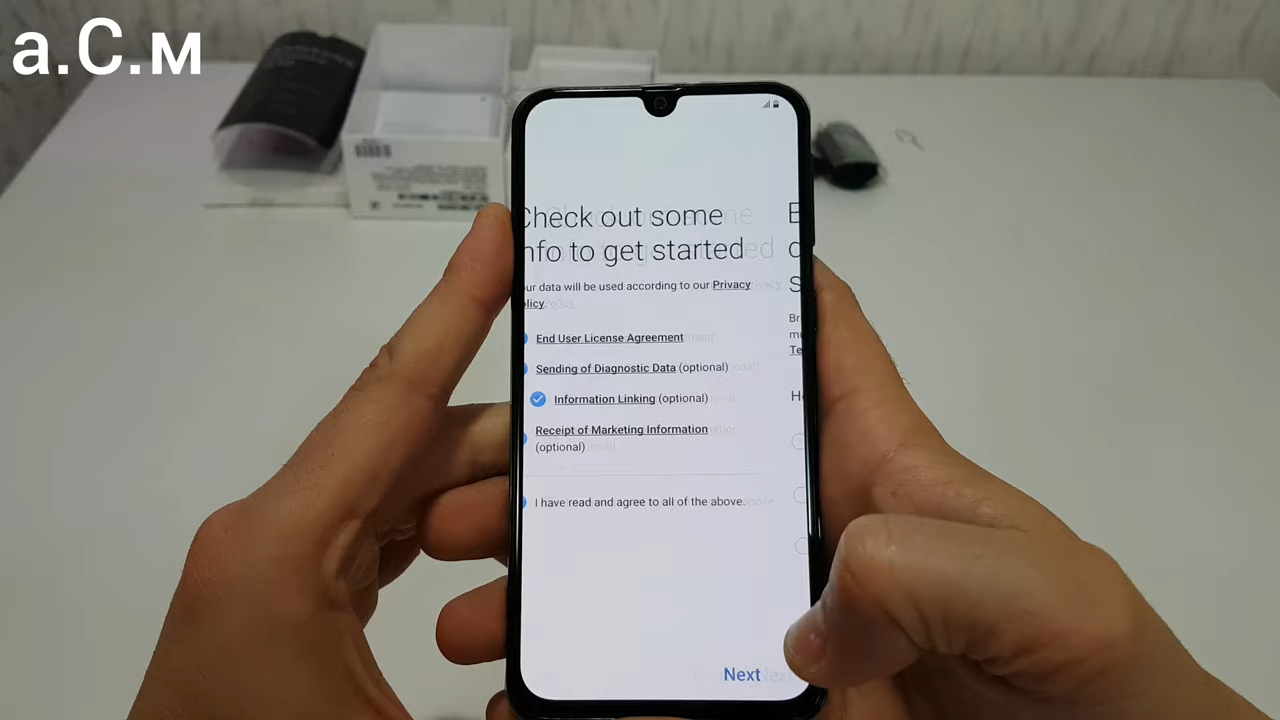 a.C.м
Check out some
info to get started
our data will be used according to our Privacy
Policy.
End User License Agreement
Sending of Diagnostic Data (optional)
Information Linking (optional)
Receipt of Marketing Information
(optional)
I have read and agree to all of the above.
Next